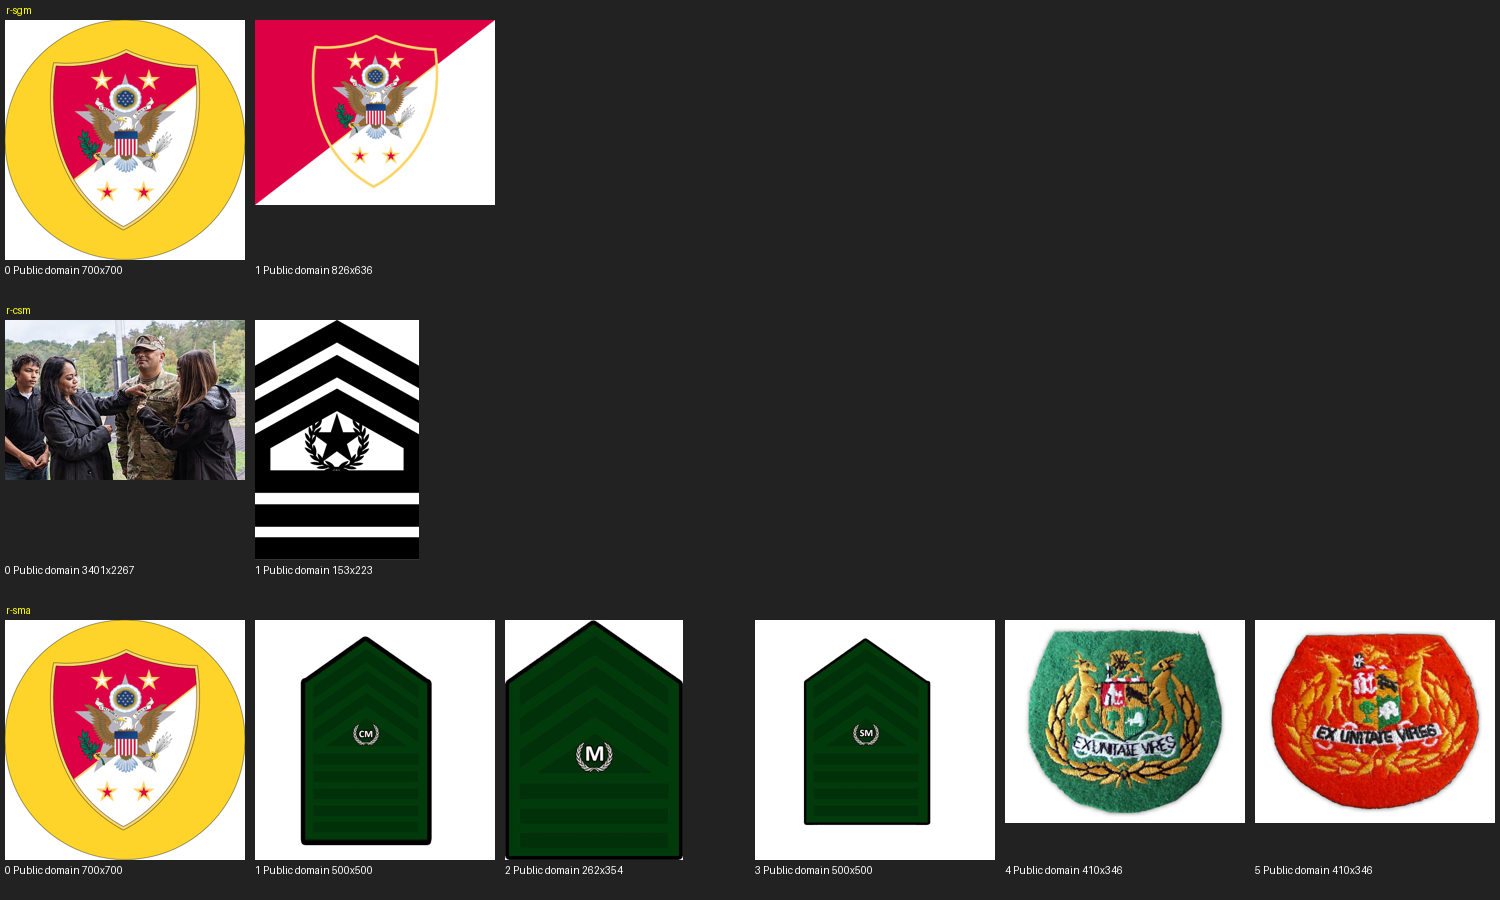 r-sgm
0 Public domain 700x700
1 Public domain 826x636
r-csm
0 Public domain 3401x2267
1 Public domain 153x223
r-sma
CM
M
SM
EX UNITATE VIRES
EX UNITATE VIRES
0 Public domain 700x700
1 Public domain 500x500
2 Public domain 262x354
3 Public domain 500x500
4 Public domain 410x346
5 Public domain 410x346